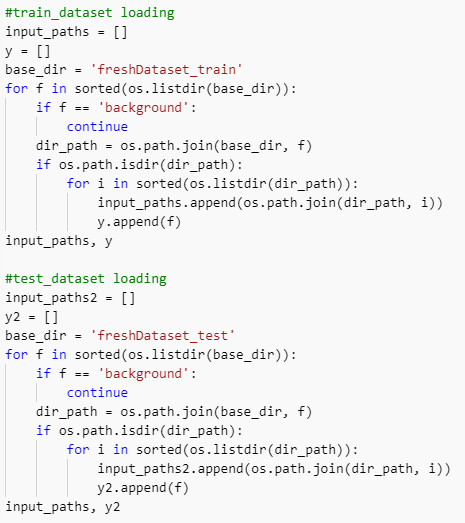 #train_dataset loading
input_paths = []
y = []
base_dir = 'freshDataset_train'
for f in sorted(os.listdir(base_dir)):
    if f == 'background':
        continue
    dir_path = os.path.join(base_dir, f)
    if os.path.isdir(dir_path):
        for i in sorted(os.listdir(dir_path)):
            input_paths.append(os.path.join(dir_path, i))
            y.append(f)
input_paths, y

#test_dataset loading
input_paths2 = []
y2 = []
base_dir = 'freshDataset_test'
for f in sorted(os.listdir(base_dir)):
    if f == 'background':
        continue
    dir_path = os.path.join(base_dir, f)
    if os.path.isdir(dir_path):
        for i in sorted(os.listdir(dir_path)):
            input_paths2.append(os.path.join(dir_path, i))
            y2.append(f)
input_paths, y2